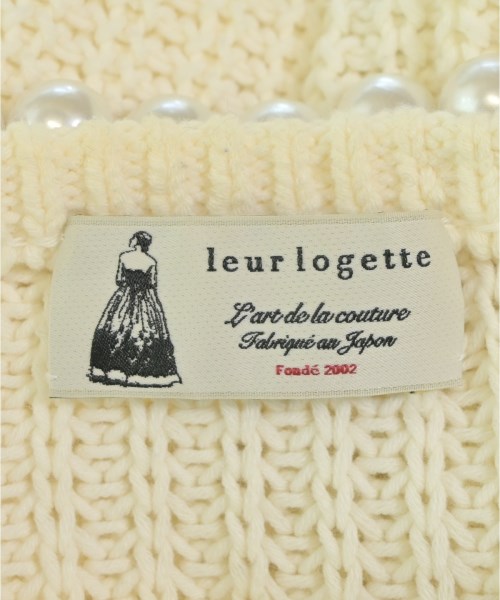 leur logette
L'art de la couture
Fabriqué au Japon
Fondé 2002